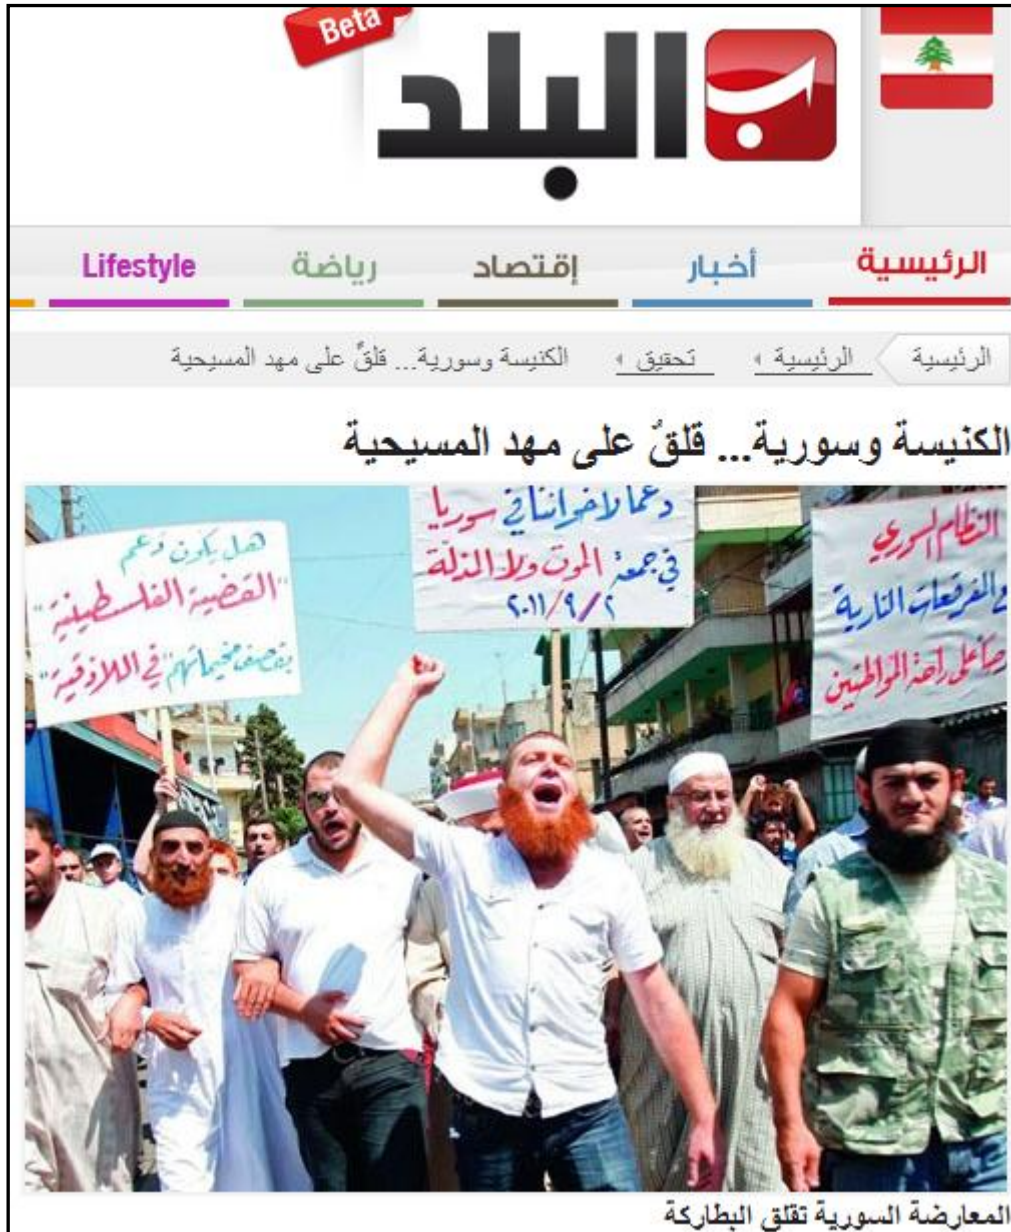 Beta
البلد
الرئيسية أخبار إقتصاد رياضة Lifestyle
الرئيسية الرئيسية تحقيق الكنيسة وسورية... قلقٌ على مهد المسيحية
الكنيسة وسورية... قلقٌ على مهد المسيحية
النظام السوري
المفرقعات النارية
على راحة المواطنين
دعما لاخواننا في سوريا
في جمعة الموت ولا المذلة
٢٠١١/٩/٢
هل يكون دعم
"القضية الفلسطينية"
بقصف مخيماتهم "في اللاذقية"
المعارضة السورية تقلق البطاركة